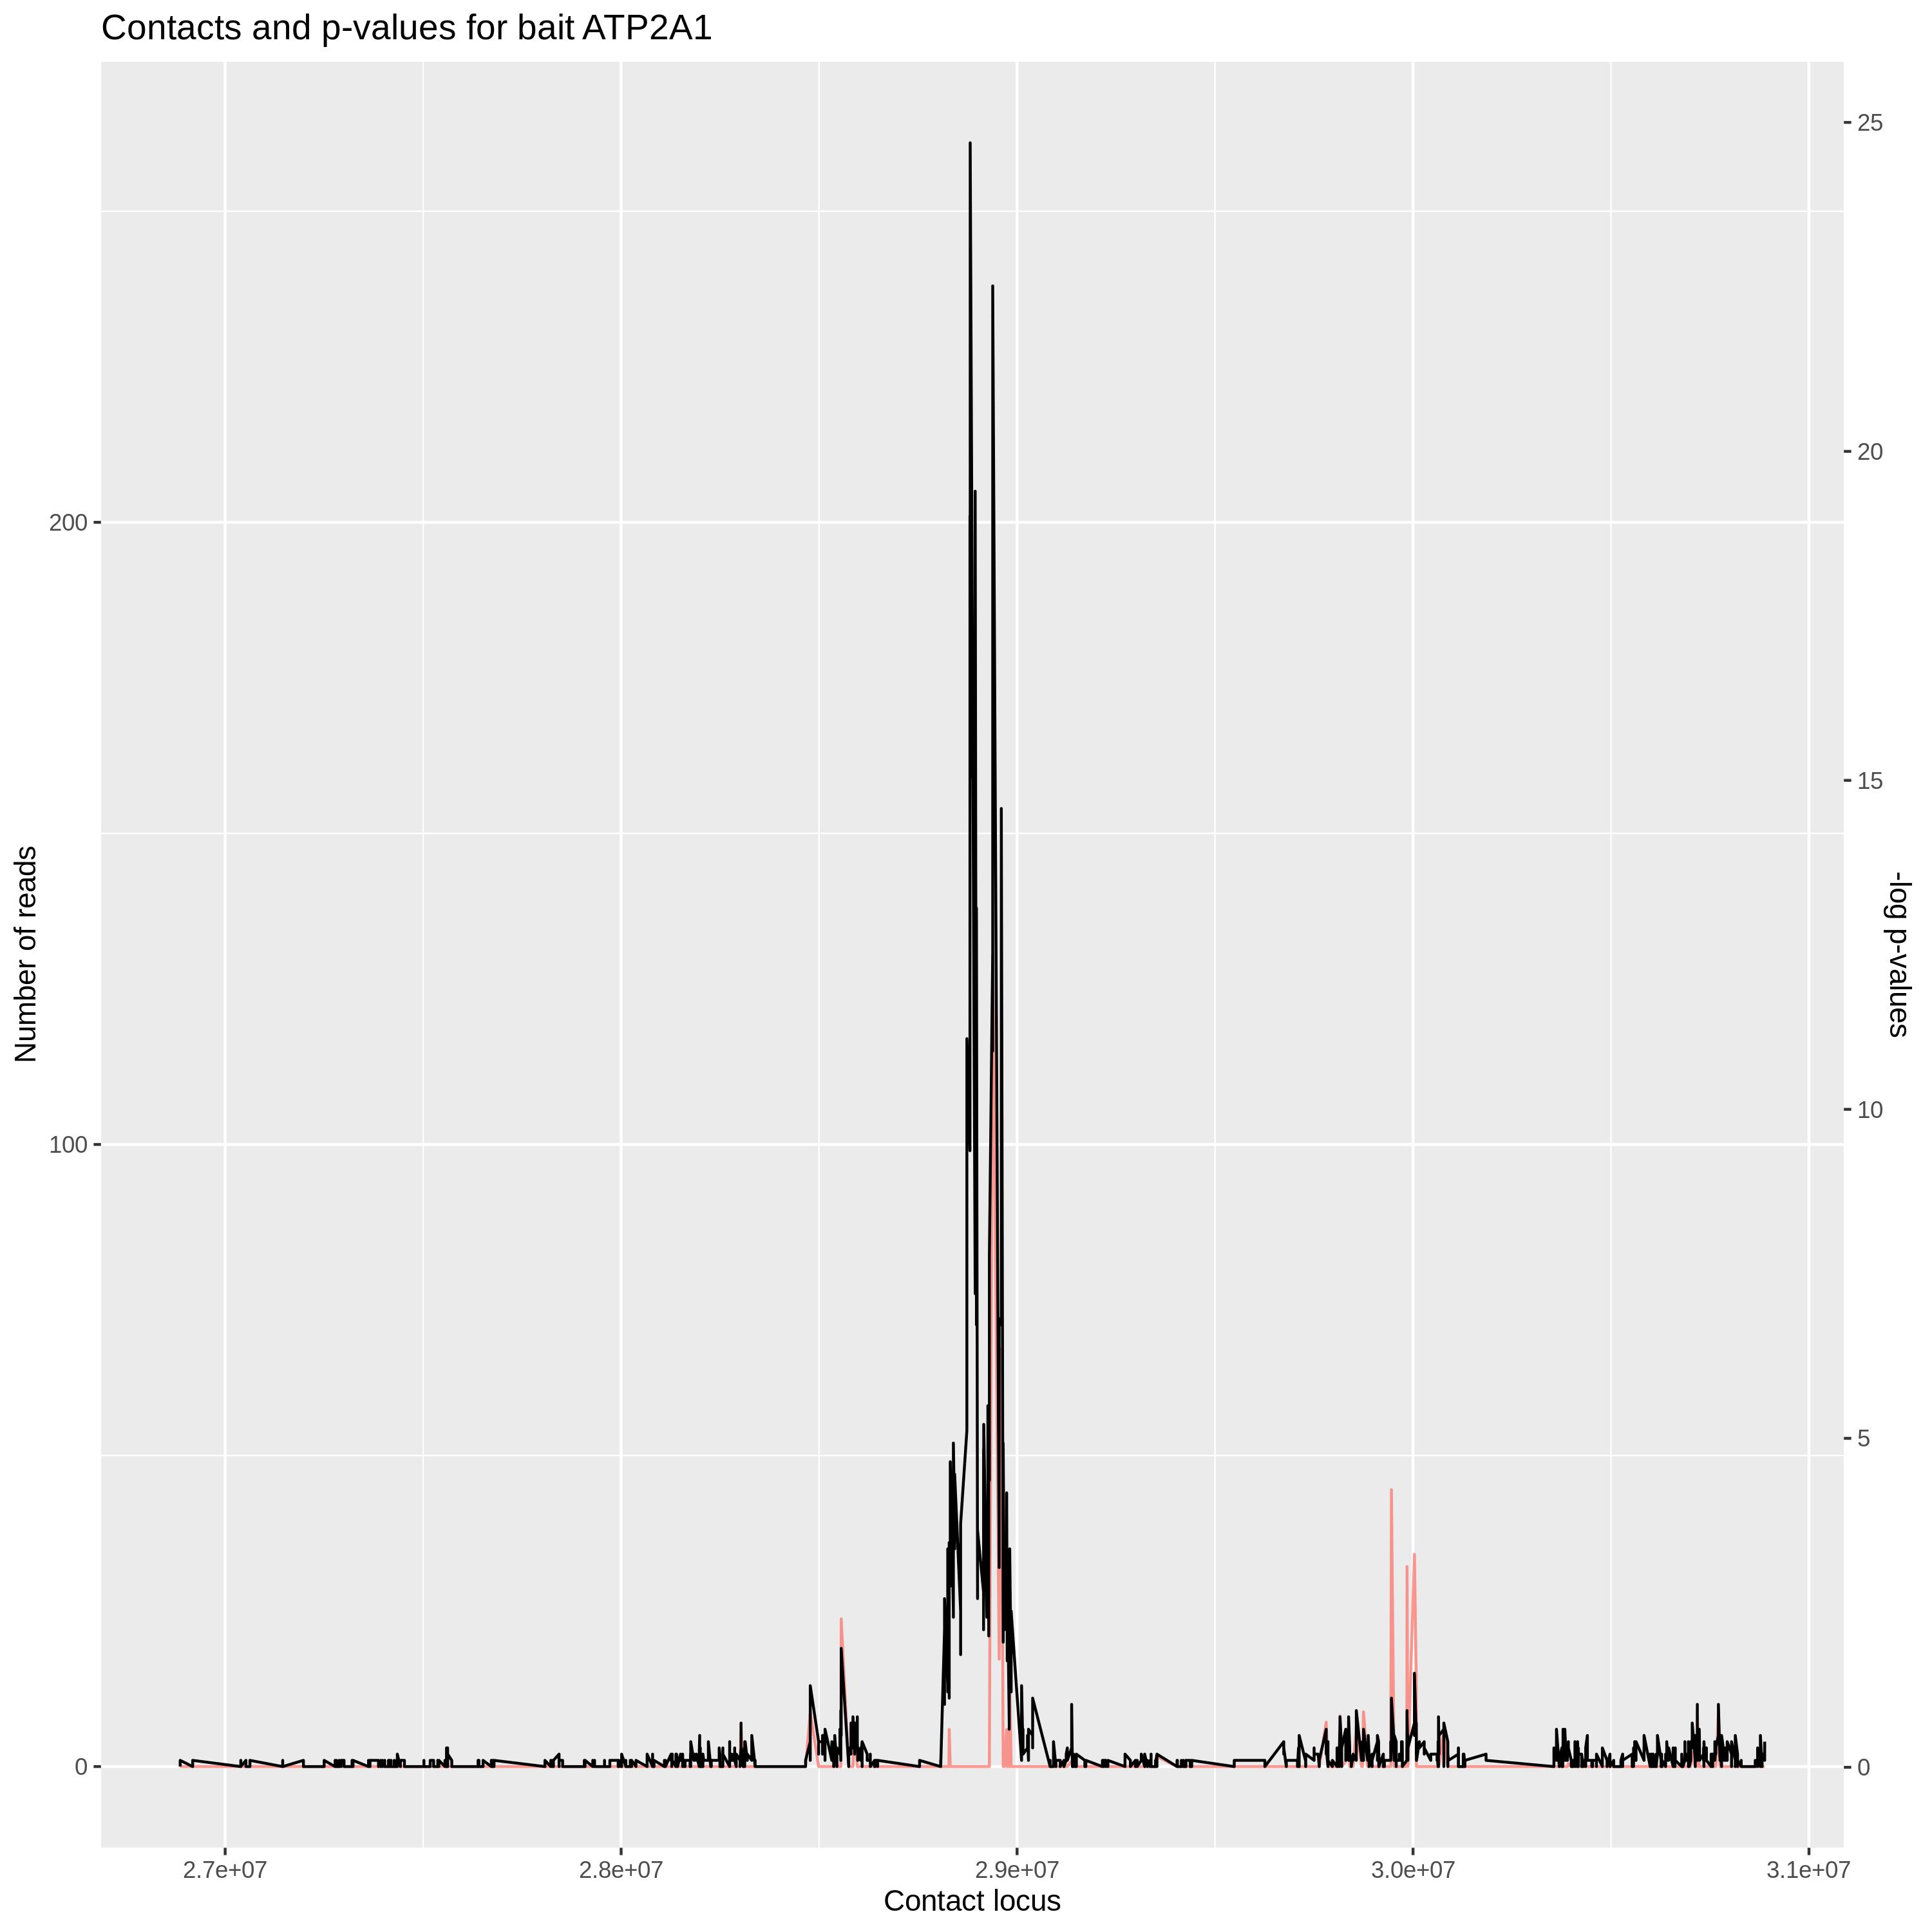 Contacts and p-values for bait ATP2A1
Number of reads
200
100
0
25
20
15
10
5
0
-log p-values
2.7e+07
2.8e+07
2.9e+07
3.0e+07
3.1e+07
Contact locus